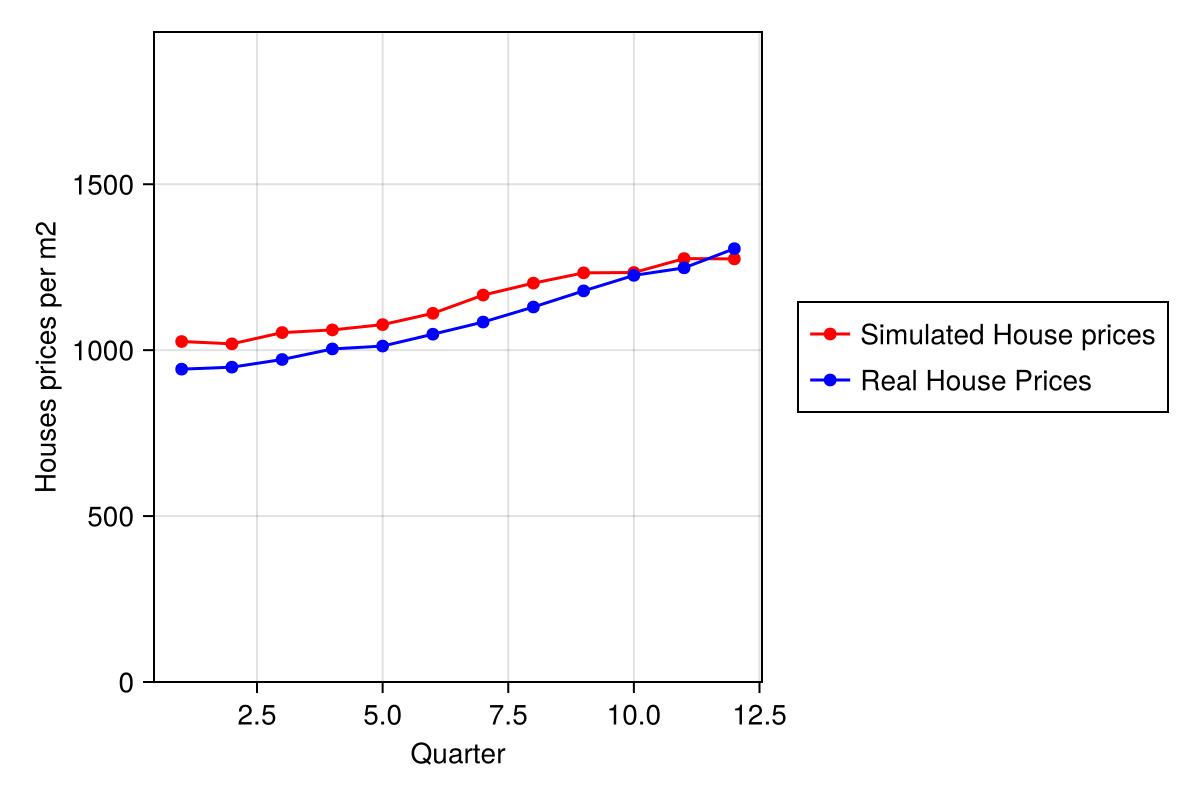 1500
1000
500
0
Houses prices per m2
2.5 5.0 7.5 10.0 12.5
Quarter
Simulated House prices
Real House Prices